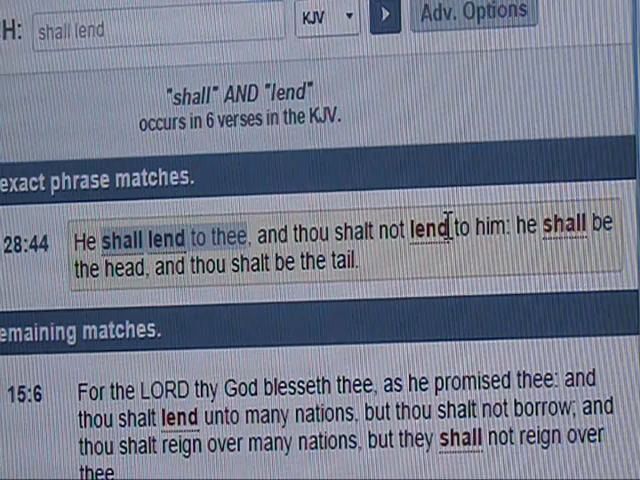 H: shall lend KJV Adv. Options
"shall" AND "lend"
occurs in 6 verses in the KJV.
exact phrase matches.
28:44 He shall lend to thee, and thou shalt not lend to him: he shall be
the head, and thou shalt be the tail.
emaining matches.
15:6 For the LORD thy God blesseth thee, as he promised thee: and
thou shalt lend unto many nations, but thou shalt not borrow; and
thou shalt reign over many nations, but they shall not reign over
thee